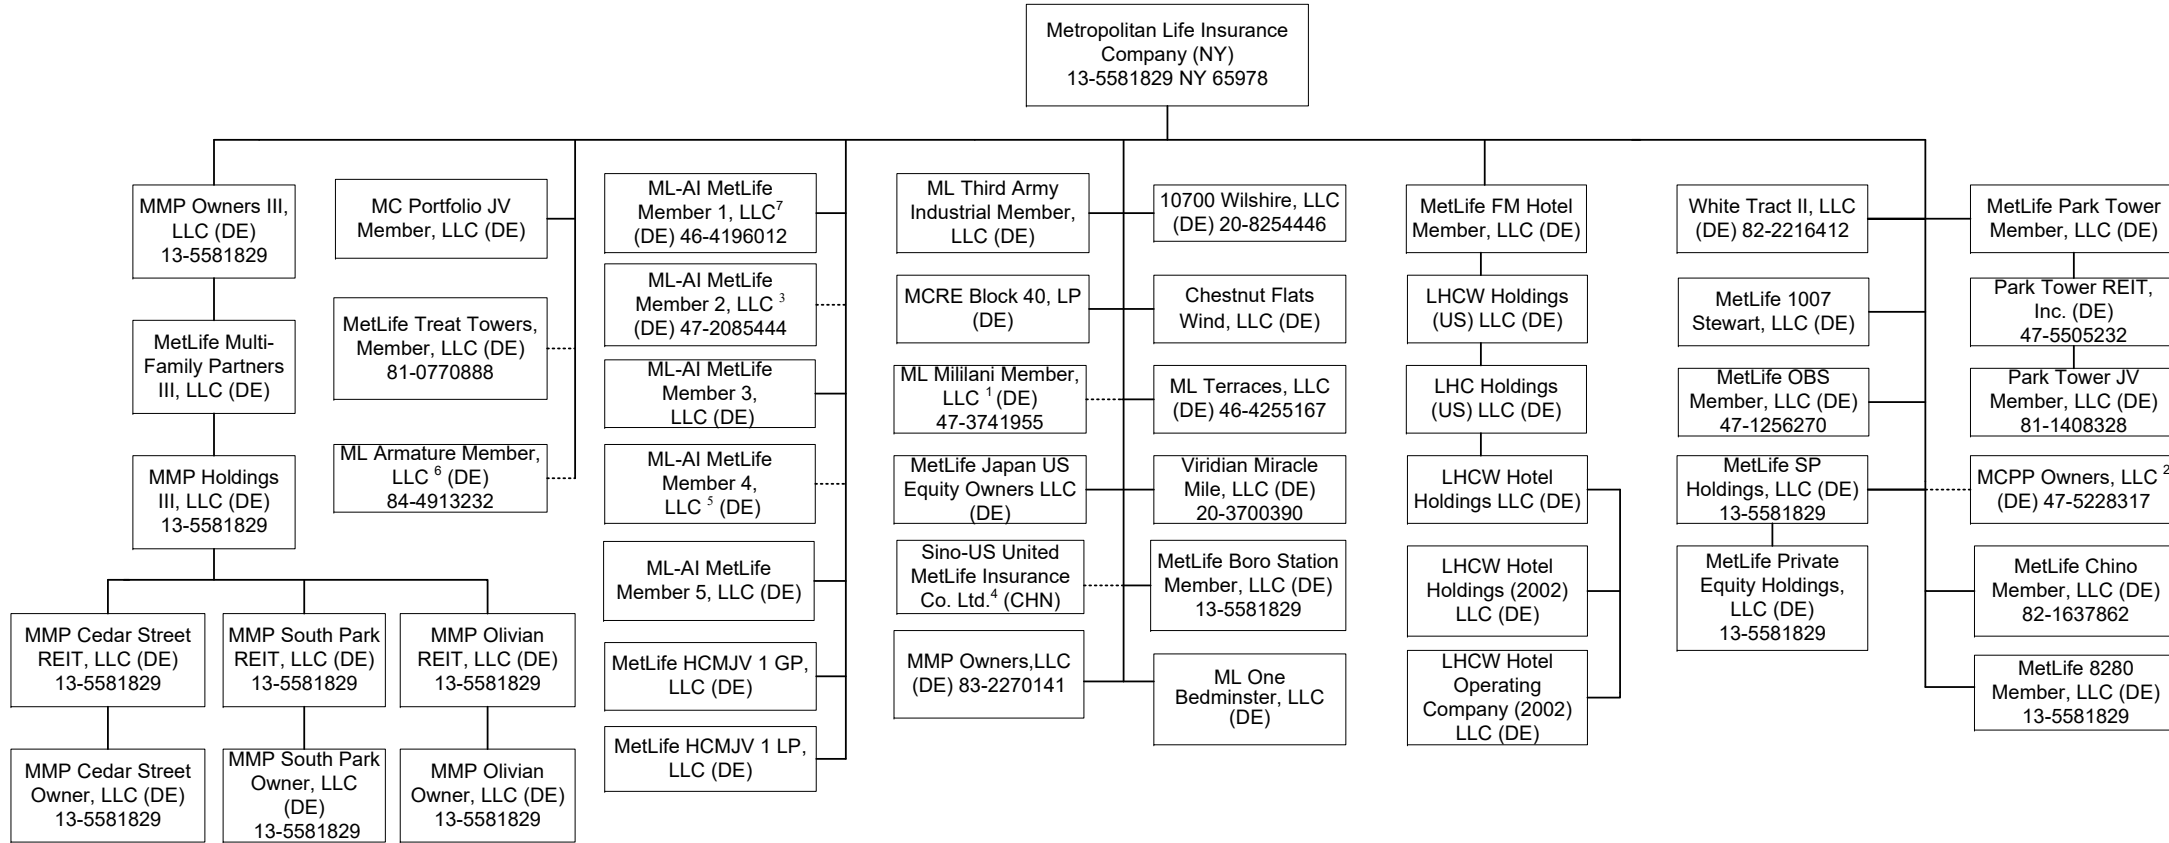 Metropolitan Life Insurance
Company (NY)
13-5581829 NY 65978
MMP Owners III,
LLC (DE)
13-5581829
MetLife Multi-
Family Partners
III, LLC (DE)
MMP Holdings
III, LLC (DE)
13-5581829
MMP Cedar Street
REIT, LLC (DE)
13-5581829
MMP South Park
REIT, LLC (DE)
13-5581829
MMP Olivian
REIT, LLC (DE)
13-5581829
MMP Cedar Street
Owner, LLC (DE)
13-5581829
MMP South Park
Owner, LLC
(DE)
13-5581829
MMP Olivian
Owner, LLC (DE)
13-5581829
MC Portfolio JV
Member, LLC (DE)
MetLife Treat Towers,
Member, LLC (DE)
81-0770888
ML Armature Member,
LLC 6 (DE)
84-4913232
ML-AI MetLife
Member 1, LLC7
(DE) 46-4196012
ML-AI MetLife
Member 2, LLC 3
(DE) 47-2085444
ML-AI MetLife
Member 3,
LLC (DE)
ML-AI MetLife
Member 4,
LLC 5 (DE)
ML-AI MetLife
Member 5, LLC (DE)
MetLife HCMJV 1 GP,
LLC (DE)
MetLife HCMJV 1 LP,
LLC (DE)
ML Third Army
Industrial Member,
LLC (DE)
MCRE Block 40, LP
(DE)
ML Mililani Member,
LLC 1 (DE)
47-3741955
MetLife Japan US
Equity Owners LLC
(DE)
Sino-US United
MetLife Insurance
Co. Ltd.4 (CHN)
MMP Owners,LLC
(DE) 83-2270141
10700 Wilshire, LLC
(DE) 20-8254446
Chestnut Flats
Wind, LLC (DE)
ML Terraces, LLC
(DE) 46-4255167
Viridian Miracle
Mile, LLC (DE)
20-3700390
MetLife Boro Station
Member, LLC (DE)
13-5581829
ML One
Bedminster, LLC
(DE)
MetLife FM Hotel
Member, LLC (DE)
LHCW Holdings
(US) LLC (DE)
LHC Holdings
(US) LLC (DE)
LHCW Hotel
Holdings LLC (DE)
LHCW Hotel
Holdings (2002)
LLC (DE)
LHCW Hotel
Operating
Company (2002)
LLC (DE)
White Tract II, LLC
(DE) 82-2216412
MetLife 1007
Stewart, LLC (DE)
MetLife OBS
Member, LLC (DE)
47-1256270
MetLife SP
Holdings, LLC (DE)
13-5581829
MetLife Private
Equity Holdings,
LLC (DE)
13-5581829
MetLife Park Tower
Member, LLC (DE)
Park Tower REIT,
Inc. (DE)
47-5505232
Park Tower JV
Member, LLC (DE)
81-1408328
MCPP Owners, LLC 2
(DE) 47-5228317
MetLife Chino
Member, LLC (DE)
82-1637862
MetLife 8280
Member, LLC (DE)
13-5581829